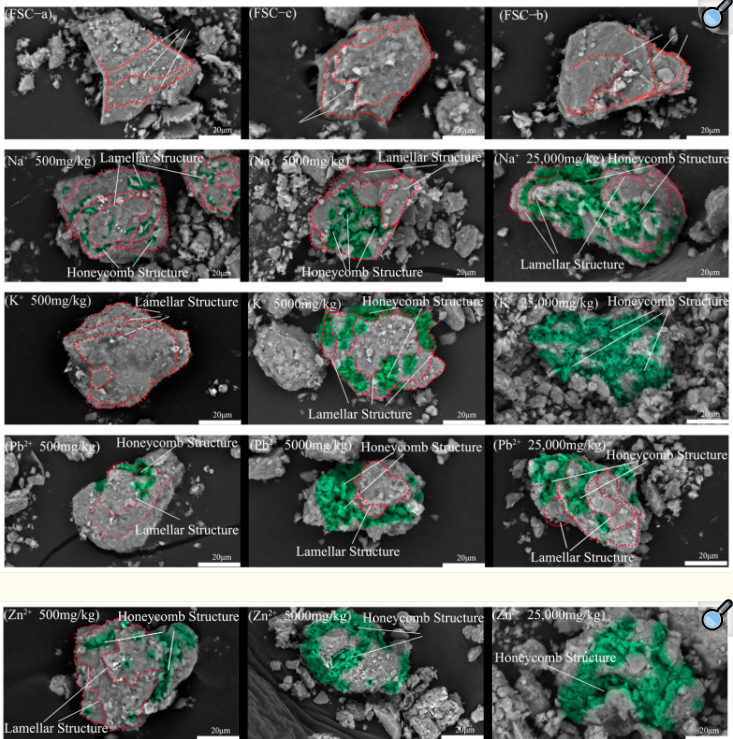 (FSC−a)
(FSC−c)
(FSC−b)
20μm
20μm
20μm
(Na⁺ 500mg/kg) Lamellar Structure
Honeycomb Structure
20μm
(Na⁺ 5000mg/kg) Lamellar Structure
Honeycomb Structure
20μm
(Na⁺ 25,000mg/kg) Honeycomb Structure
Lamellar Structure
20μm
(K⁺ 500mg/kg) Lamellar Structure
20μm
(K⁺ 5000mg/kg) Honeycomb Structure
Lamellar Structure
20μm
(K⁺ 25,000mg/kg) Honeycomb Structure
20μm
(Pb²⁺ 500mg/kg) Honeycomb Structure
Lamellar Structure
20μm
(Pb²⁺ 5000mg/kg) Honeycomb Structure
Lamellar Structure
20μm
(Pb²⁺ 25,000mg/kg)
Honeycomb Structure
Lamellar Structure
20μm
(Zn²⁺ 500mg/kg) Honeycomb Structure
Lamellar Structure
20μm
(Zn²⁺ 5000mg/kg) Honeycomb Structure
20μm
(Zn²⁺ 25,000mg/kg)
Honeycomb Structure
20μm